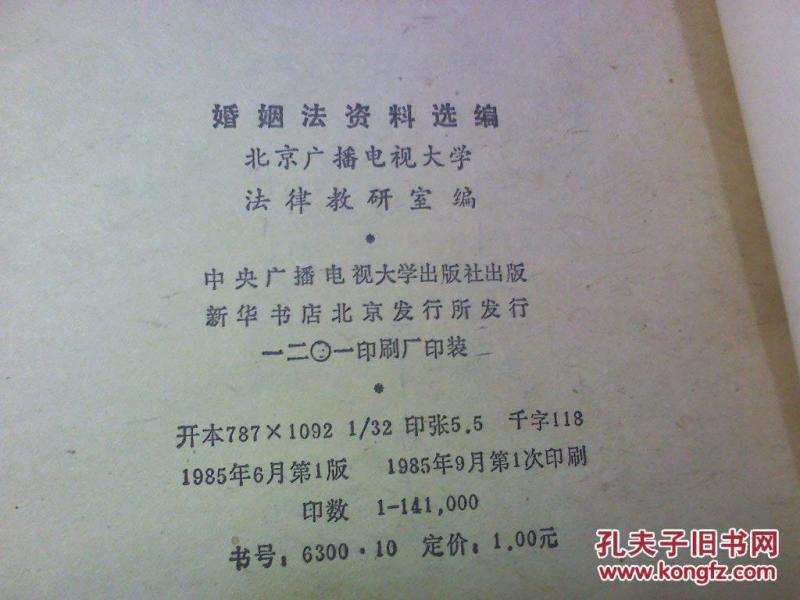 婚姻法资料选编
北京广播电视大学
法律教研室编
中央广播电视大学出版社出版
新华书店北京发行所发行
一二〇一印刷厂印装
开本787×1092 1/32 印张5.5 千字118
1985年6月第1版 1985年9月第1次印刷
印数 1-141,000
书号：6300·10 定价：1.00元
孔夫子旧书网
www.kongfz.com